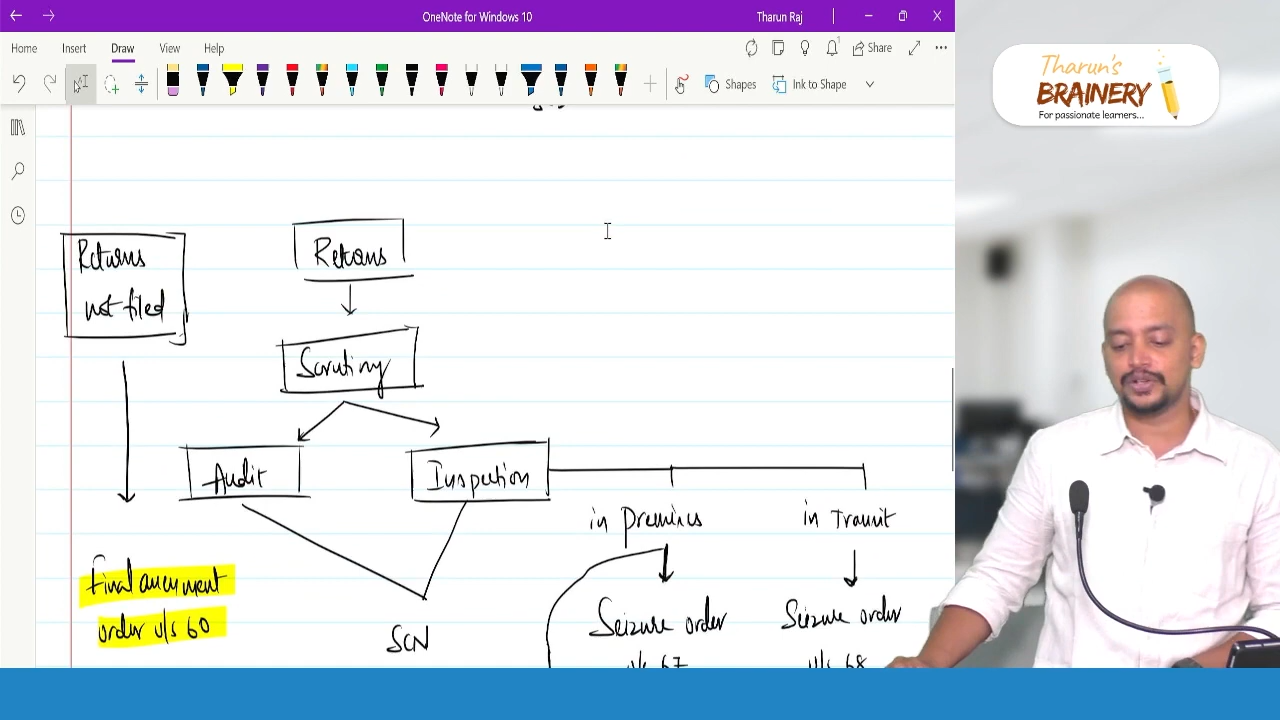 OneNote for Windows 10
Tharun Raj
Home Insert Draw View Help
Share
Shapes
Ink to Shape
Tharun's
BRAINERY
For passionate learners...
Returns
not filed
Returns
Scrutiny
Audit
Inspection
in Premises
in Transit
Final assessment
order u/s 60
SCN
Seizure order
u/s 67
Seizure order
u/s 68